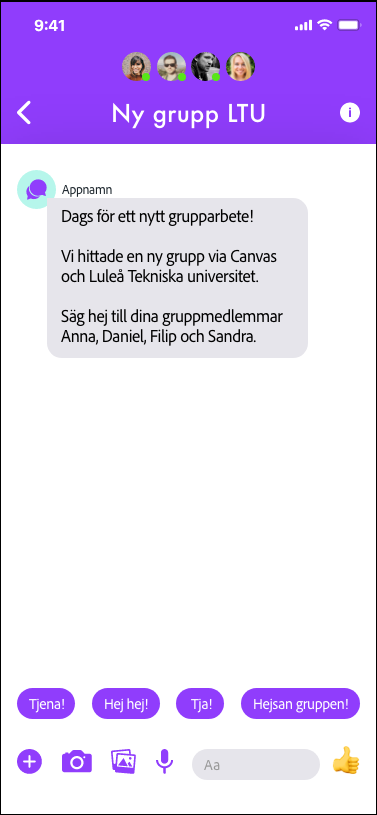 9:41
Ny grupp LTU
i
Appnamn
Dags för ett nytt grupparbete!
Vi hittade en ny grupp via Canvas
och Luleå Tekniska universitet.
Säg hej till dina gruppmedlemmar
Anna, Daniel, Filip och Sandra.
Tjena!
Hej hej!
Tja!
Hejsan gruppen!
Aa